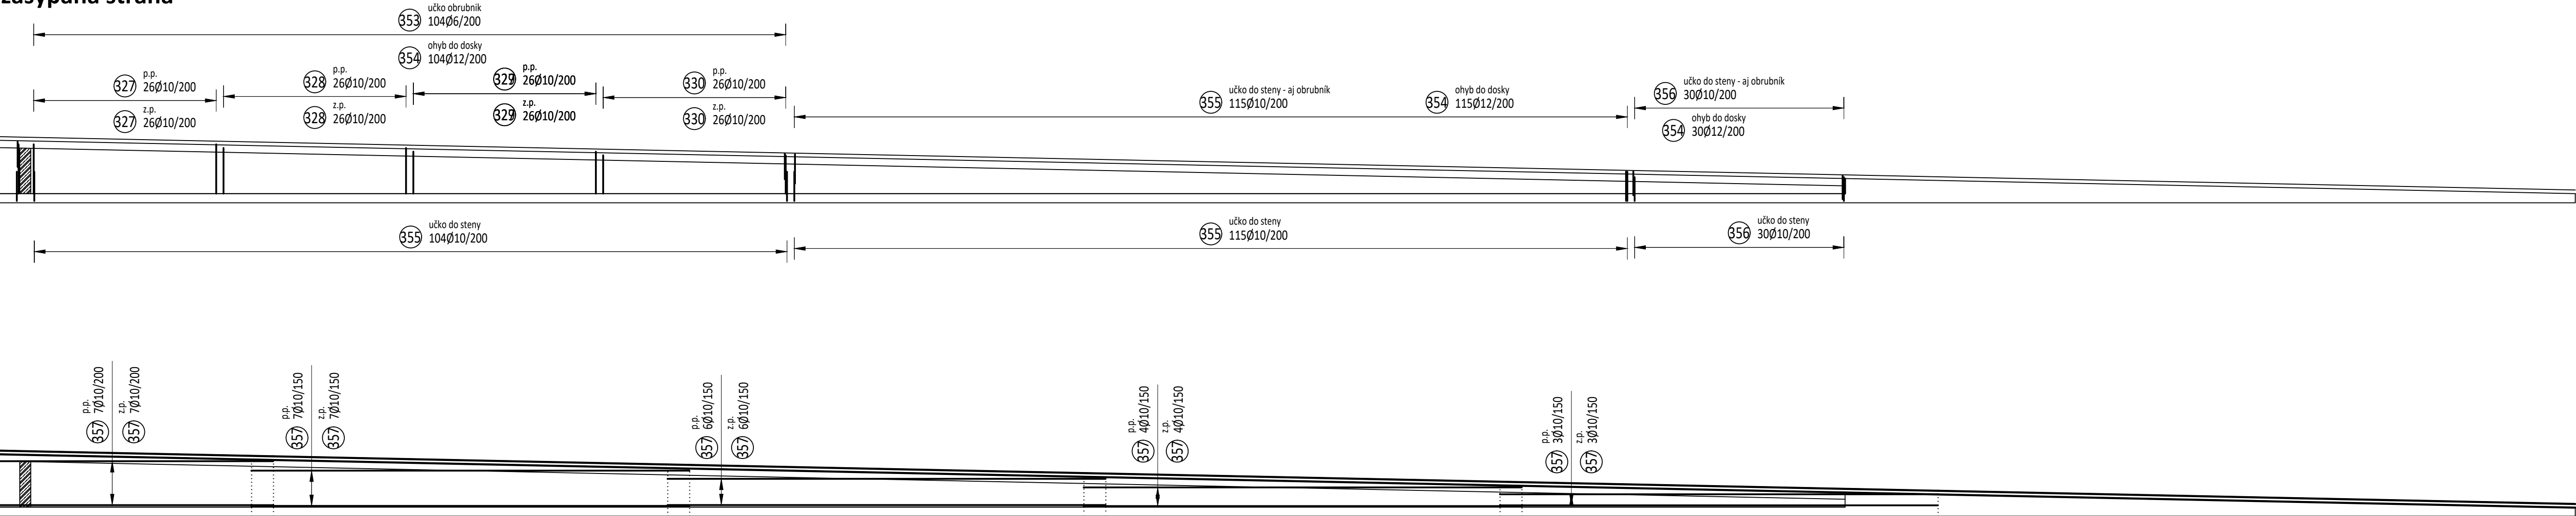 zasypaná strana
353 učko obrubník
104Ø6/200
354 ohyb do dosky
104Ø12/200
327 p.p.
26Ø10/200
327 z.p.
26Ø10/200
328 p.p.
26Ø10/200
328 z.p.
26Ø10/200
329 p.p.
26Ø10/200
329 z.p.
26Ø10/200
330 p.p.
26Ø10/200
330 z.p.
26Ø10/200
355 učko do steny - aj obrubník
115Ø10/200
354 ohyb do dosky
115Ø12/200
356 učko do steny - aj obrubník
30Ø10/200
354 ohyb do dosky
30Ø12/200
355 učko do steny
104Ø10/200
355 učko do steny
115Ø10/200
356 učko do steny
30Ø10/200
357 p.p. 7Ø10/200
357 z.p. 7Ø10/200
357 p.p. 7Ø10/150
357 z.p. 7Ø10/150
357 p.p. 6Ø10/150
357 z.p. 6Ø10/150
357 p.p. 4Ø10/150
357 z.p. 4Ø10/150
357 p.p. 3Ø10/150
357 z.p. 3Ø10/150